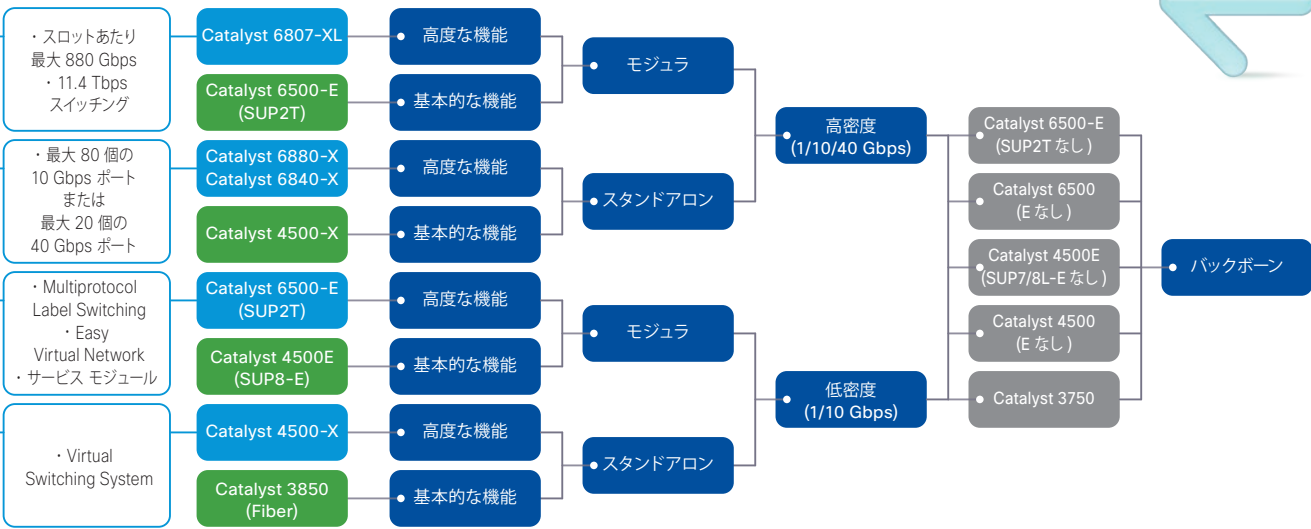 ・スロットあたり
最大 880 Gbps
・11.4 Tbps
スイッチング
Catalyst 6807-XL
高度な機能
Catalyst 6500-E
(SUP2T)
基本的な機能
モジュラ
・最大 80 個の
10 Gbps ポート
または
最大 20 個の
40 Gbps ポート
Catalyst 6880-X
Catalyst 6840-X
高度な機能
Catalyst 4500-X
基本的な機能
スタンドアロン
高密度
(1/10/40 Gbps)
・Multiprotocol
Label Switching
・Easy
Virtual Network
・サービス モジュール
Catalyst 6500-E
(SUP2T)
高度な機能
Catalyst 4500E
(SUP8-E)
基本的な機能
モジュラ
・Virtual
Switching System
Catalyst 4500-X
高度な機能
Catalyst 3850
(Fiber)
基本的な機能
スタンドアロン
低密度
(1/10 Gbps)
Catalyst 6500-E
(SUP2T なし )
Catalyst 6500
(E なし )
Catalyst 4500E
(SUP7/8L-E なし )
Catalyst 4500
(E なし )
Catalyst 3750
バックボーン